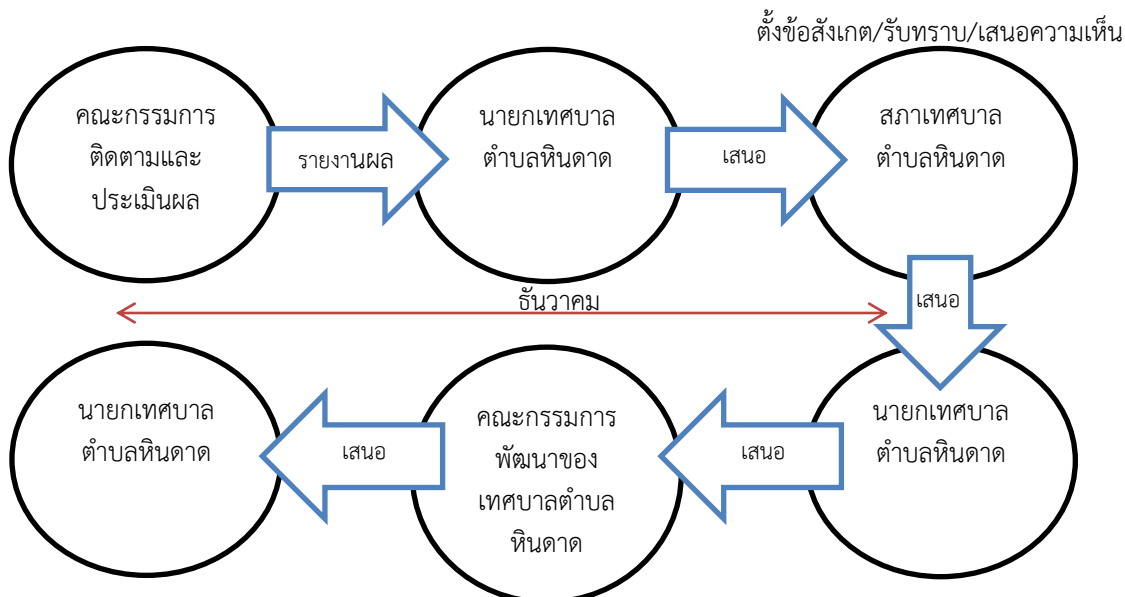 ตั้งข้อสังเกต/รับทราบ/เสนอความเห็น
คณะกรรมการ
ติดตามและ
ประเมินผล
รายงานผล
นายกเทศบาล
ตำบลหินดาด
เสนอ
สภาเทศบาล
ตำบลหินดาด
เสนอ
ธันวาคม
นายกเทศบาล
ตำบลหินดาด
เสนอ
คณะกรรมการ
พัฒนาของ
เทศบาลตำบล
หินดาด
เสนอ
นายกเทศบาล
ตำบลหินดาด